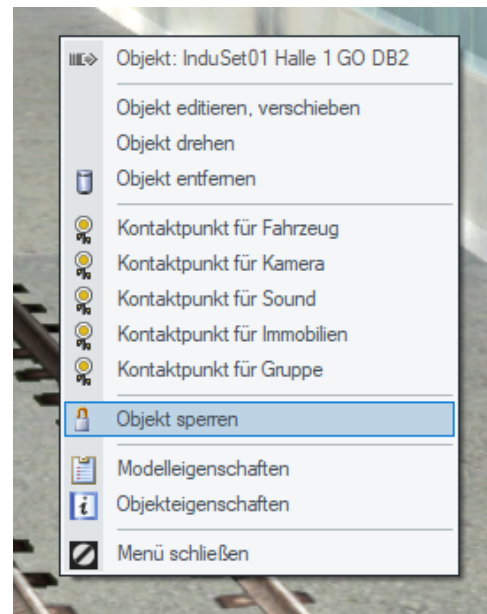 Objekt: InduSet01 Halle 1 GO DB2
Objekt editieren, verschieben
Objekt drehen
Objekt entfernen
Kontaktpunkt für Fahrzeug
Kontaktpunkt für Kamera
Kontaktpunkt für Sound
Kontaktpunkt für Immobilien
Kontaktpunkt für Gruppe
Objekt sperren
Modelleigenschaften
Objekteigenschaften
Menü schließen